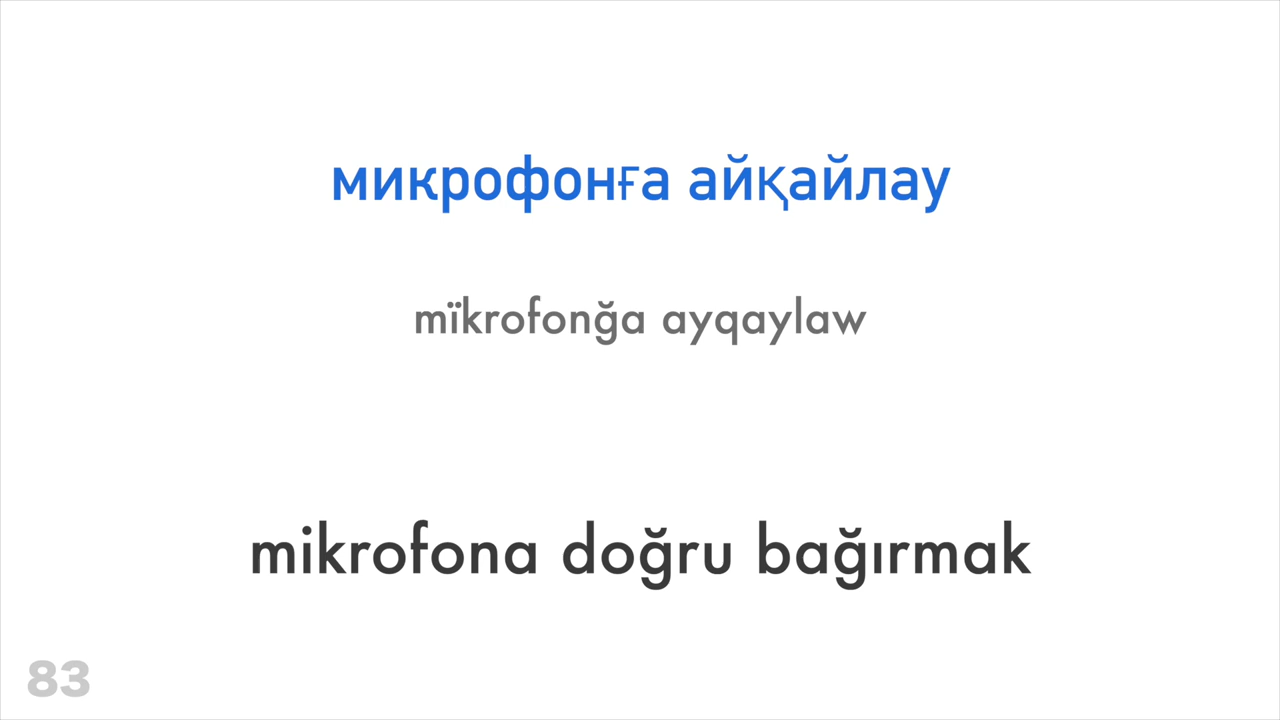 микрофонға айқайлау
mïkrofonğa ayqaylaw
mikrofona doğru bağırmak
83